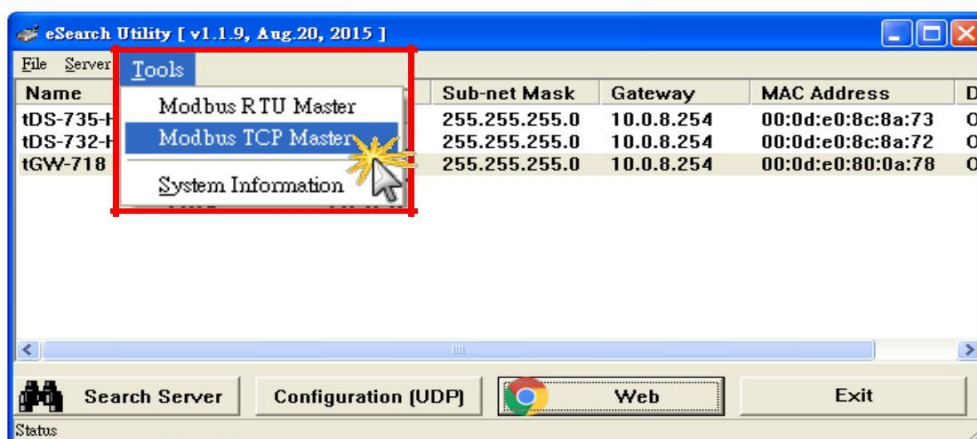 eSearch Utility [ v1.1.9, Aug.20, 2015 ]
File Server Tools
Name Sub-net Mask Gateway MAC Address D
tDS-735-H 255.255.255.0 10.0.8.254 00:0d:e0:8c:8a:73 O
tDS-732-H 255.255.255.0 10.0.8.254 00:0d:e0:8c:8a:72 O
tGW-718 255.255.255.0 10.0.8.254 00:0d:e0:80:0a:78 O
Modbus RTU Master
Modbus TCP Master
System Information
Search Server Configuration (UDP) Web Exit
Status